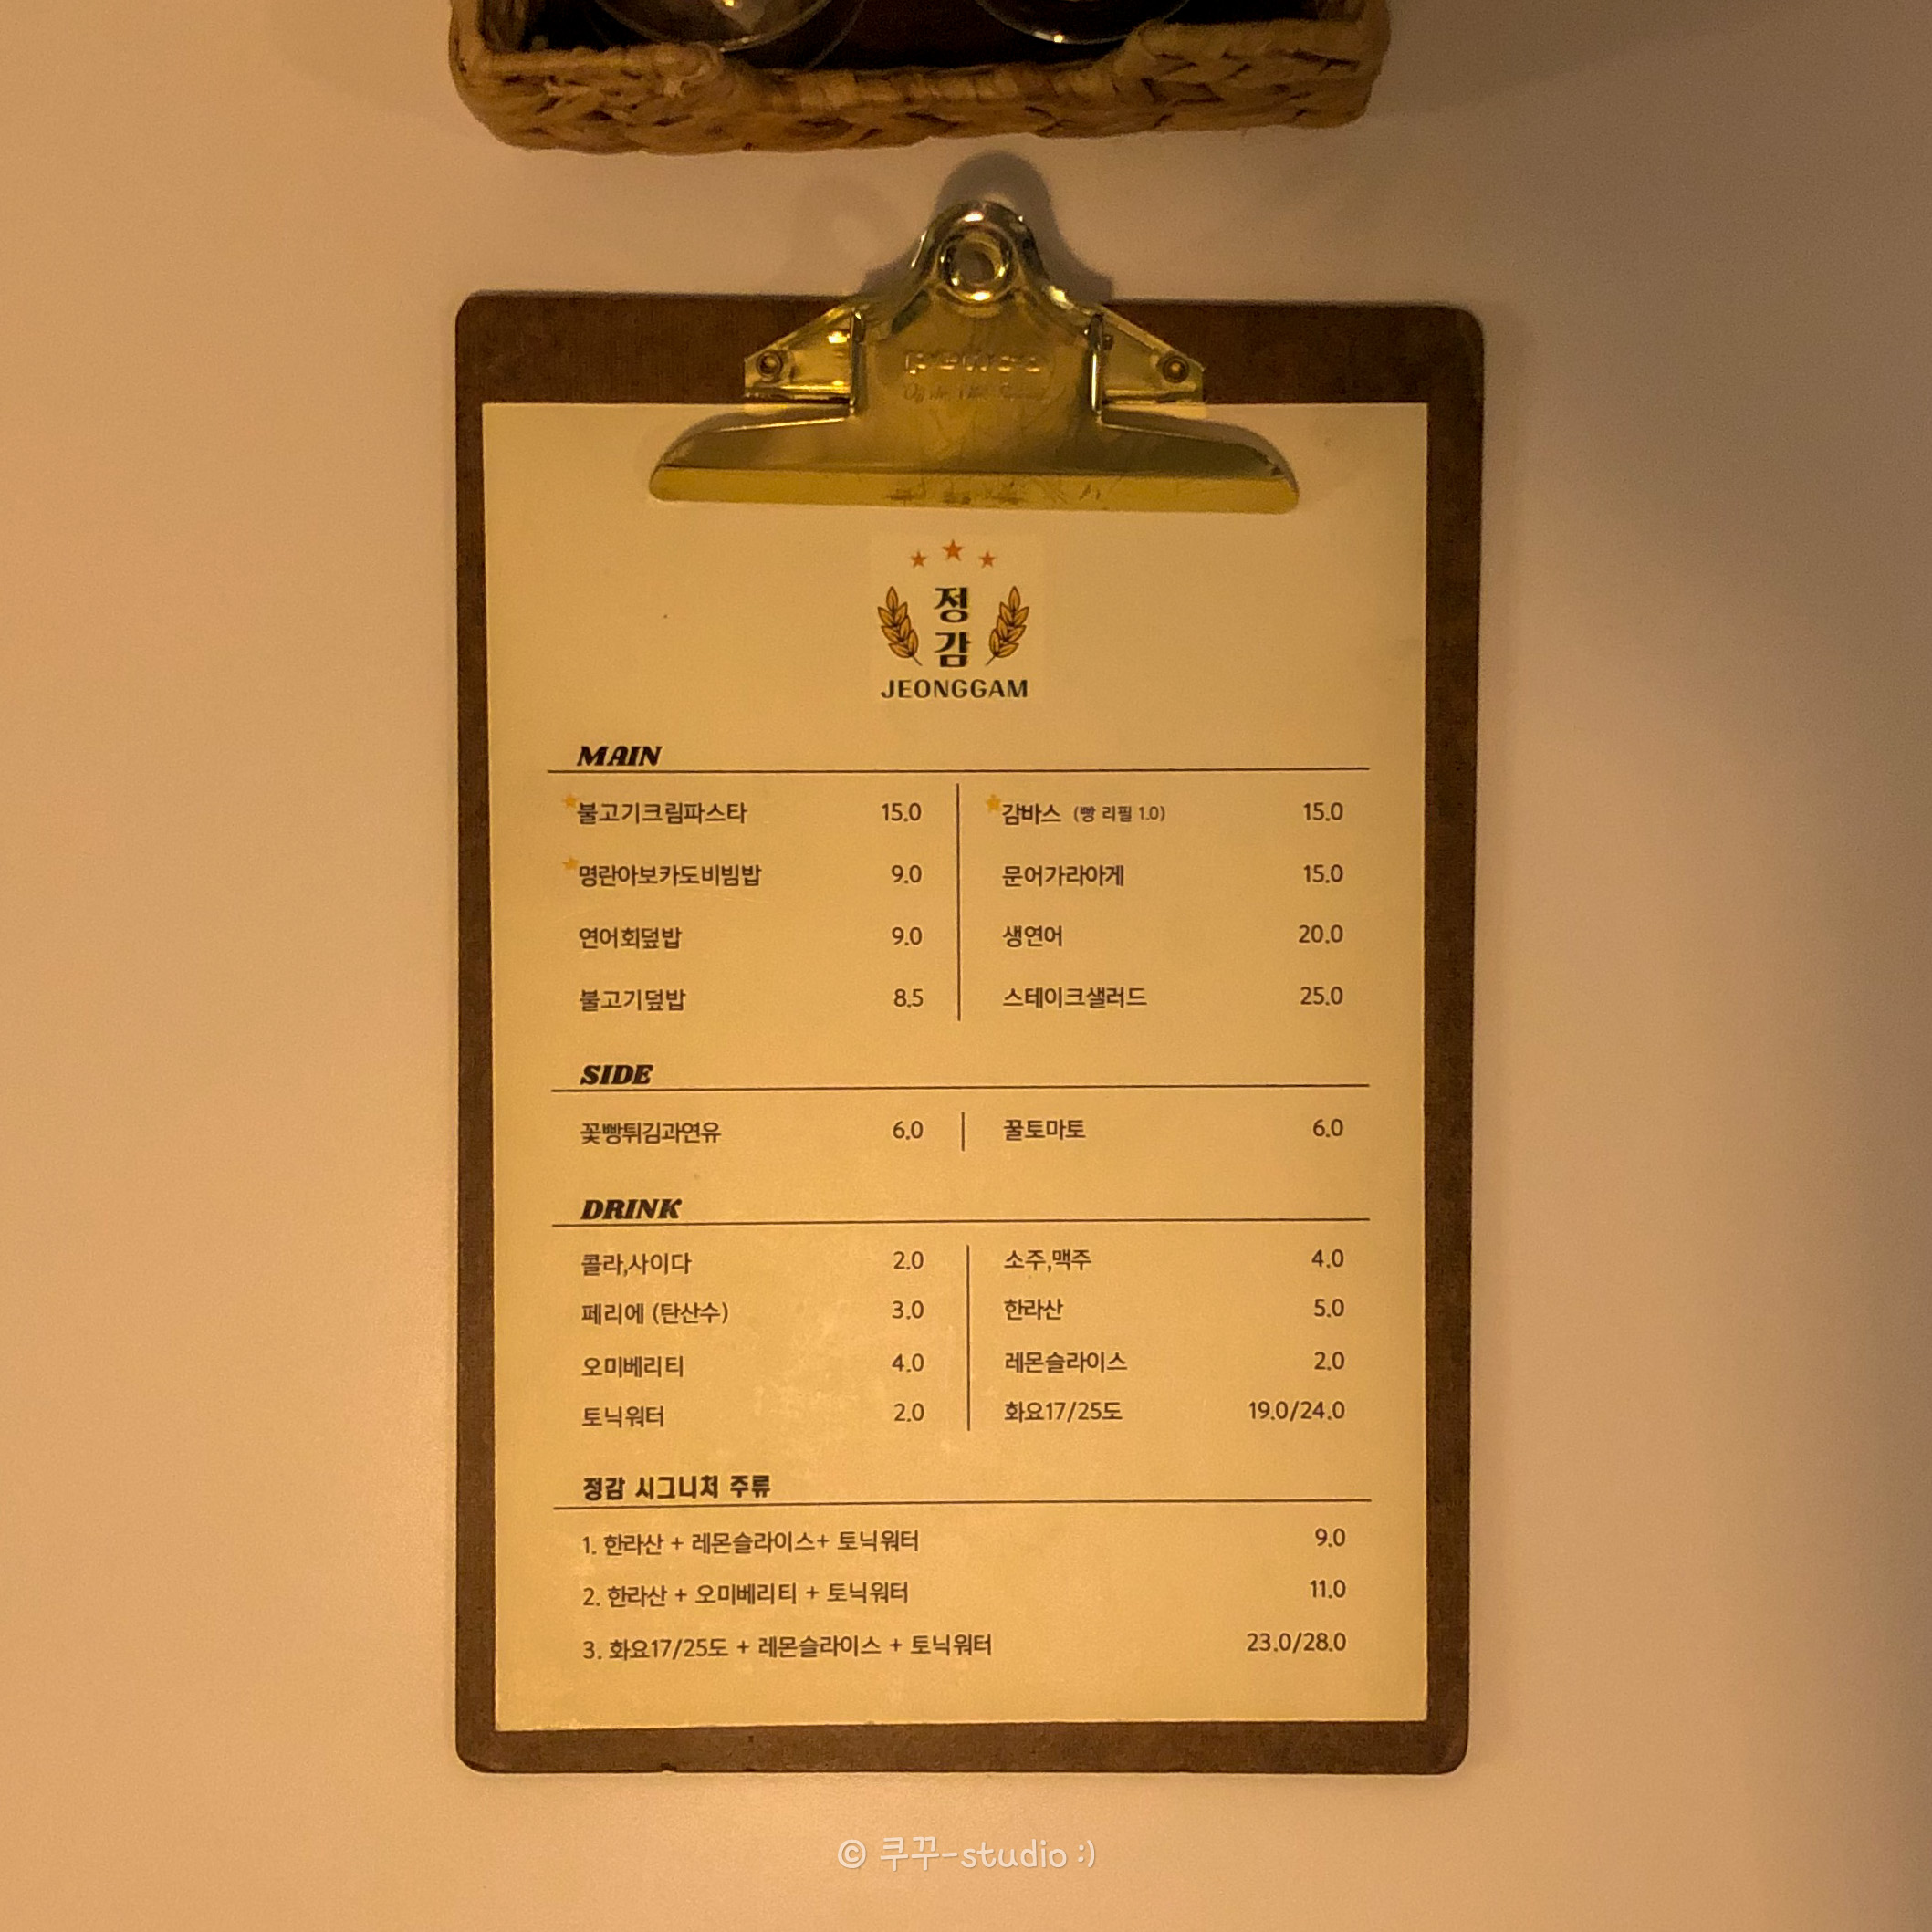 정
감
JEONGGAM
MAIN
불고기크림파스타 15.0
명란아보카도비빔밥 9.0
연어회덮밥 9.0
불고기덮밥 8.5
감바스 (빵 리필 1.0) 15.0
문어가라아게 15.0
생연어 20.0
스테이크샐러드 25.0
SIDE
꽃빵튀김과연유 6.0
꿀토마토 6.0
DRINK
콜라,사이다 2.0
페리에 (탄산수) 3.0
오미베리티 4.0
토닉워터 2.0
소주,맥주 4.0
한라산 5.0
레몬슬라이스 2.0
화요17/25도 19.0/24.0
정감 시그니처 주류
1. 한라산 + 레몬슬라이스+ 토닉워터 9.0
2. 한라산 + 오미베리티 + 토닉워터 11.0
3. 화요17/25도 + 레몬슬라이스 + 토닉워터 23.0/28.0
© 쿠꾸-studio :)